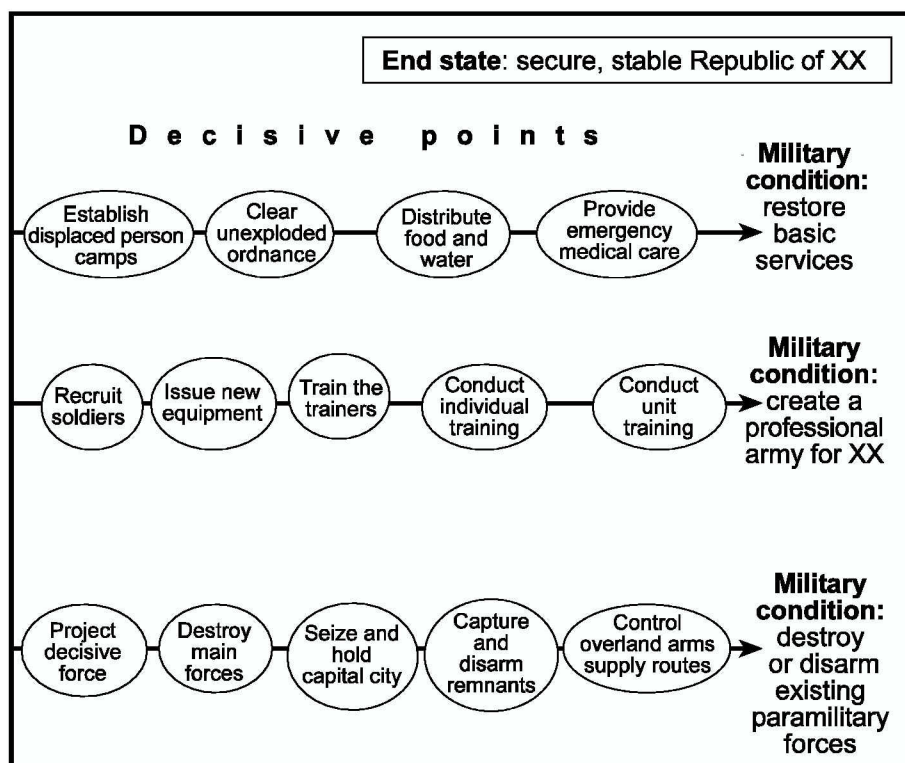 End state: secure, stable Republic of XX
Decisive points
Establish
displaced person
camps
Clear
unexploded
ordnance
Distribute
food and
water
Provide
emergency
medical care
Military
condition:
restore
basic
services
Recruit
soldiers
Issue new
equipment
Train the
trainers
Conduct
individual
training
Conduct
unit
training
Military
condition:
create a
professional
army for XX
Project
decisive
force
Destroy
main
forces
Seize and
hold
capital city
Capture
and
disarm
remnants
Control
overland arms
supply routes
Military
condition:
destroy
or disarm
existing
paramilitary
forces